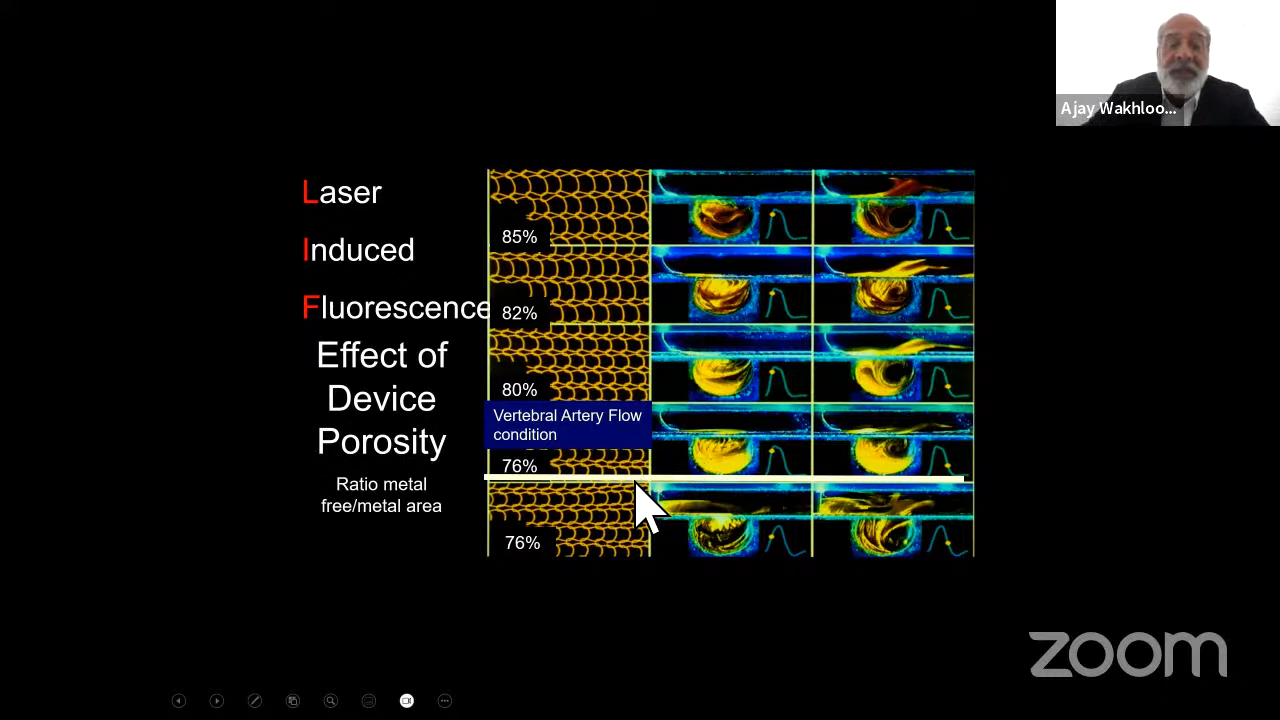 Ajay Wakhloo...
Laser
Induced
Fluorescence
Effect of
Device
Porosity
Ratio metal
free/metal area
85%
82%
80%
Vertebral Artery Flow
condition
76%
76%
zoom